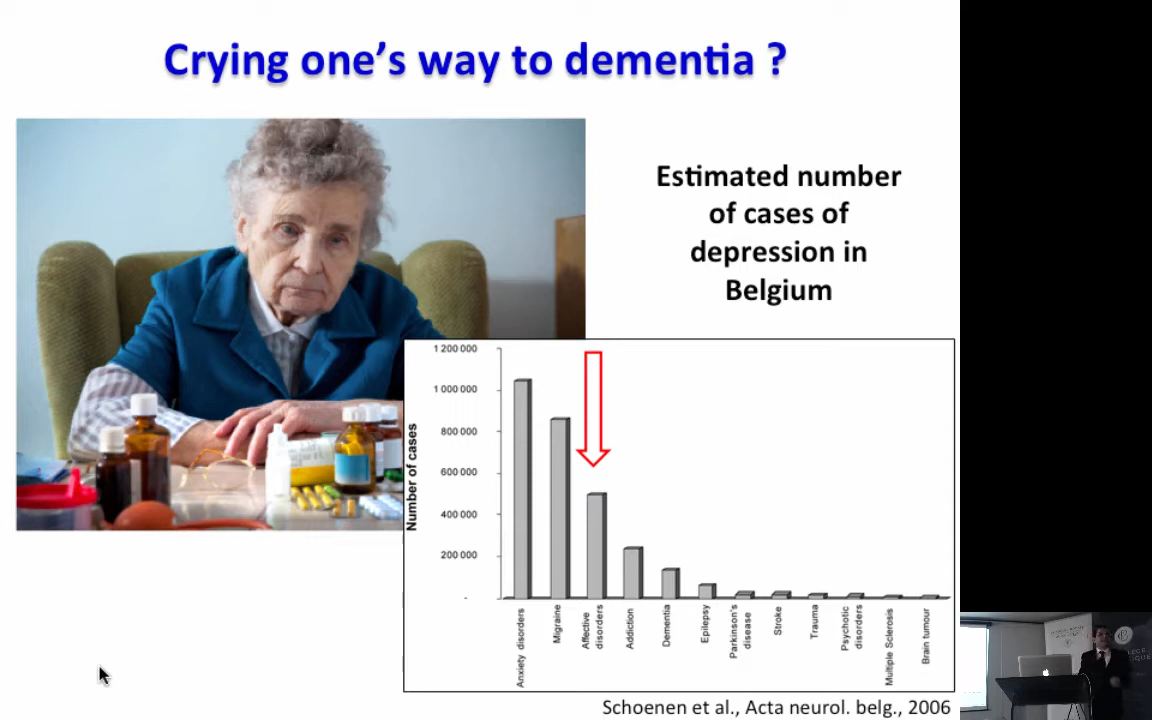 Crying one's way to dementia ?
Estimated number
of cases of
depression in
Belgium
1 200 000
1 000 000
800 000
600 000
400 000
200 000
-
Number of cases
Anxiety disorders
Migraine
Affective
disorders
Addiction
Dementia
Epilepsy
Parkinson's
disease
Stroke
Trauma
Psychotic
disorders
Multiple Sclerosis
Brain tumour
Schoenen et al., Acta neurol. belg., 2006